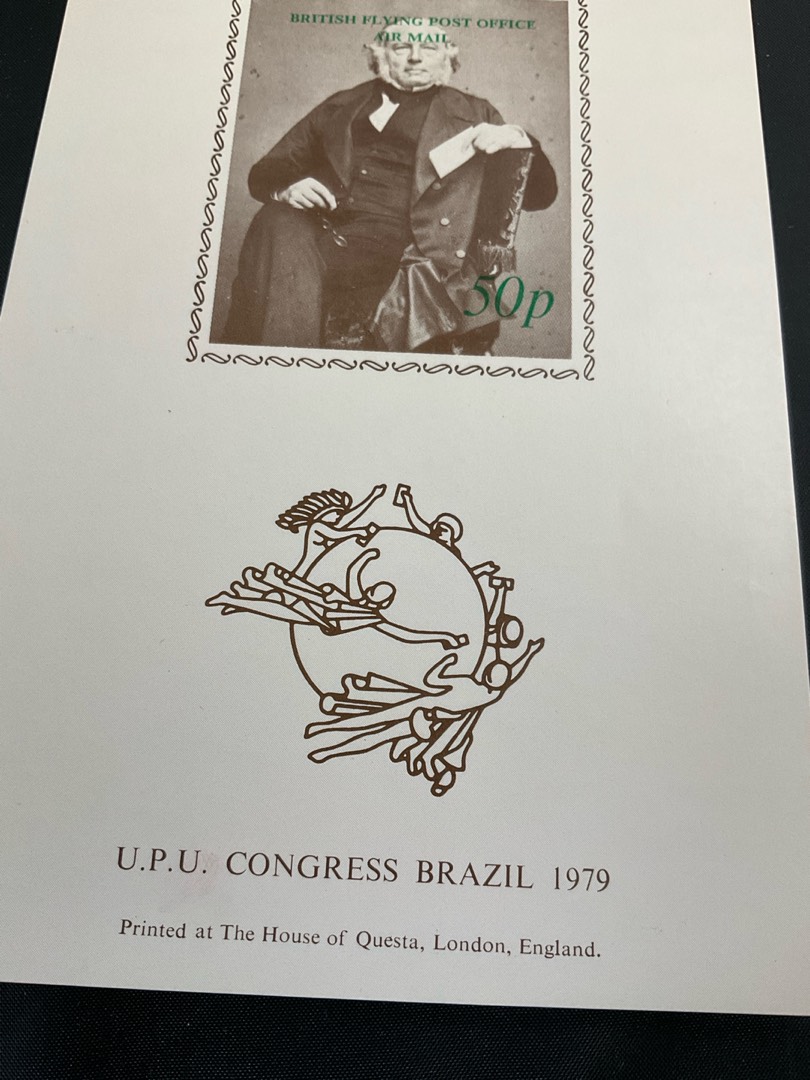 BRITISH FLYING POST OFFICE
AIR MAIL
50p
U.P.U. CONGRESS BRAZIL 1979
Printed at The House of Questa, London, England.